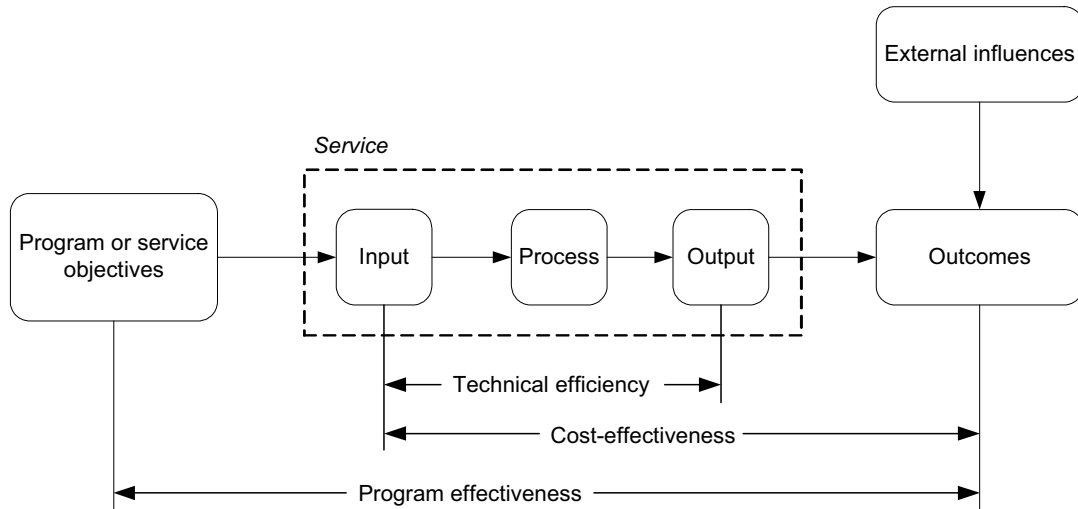 External influences
Service
Program or service
objectives
Input
Process
Output
Outcomes
Technical efficiency
Cost-effectiveness
Program effectiveness